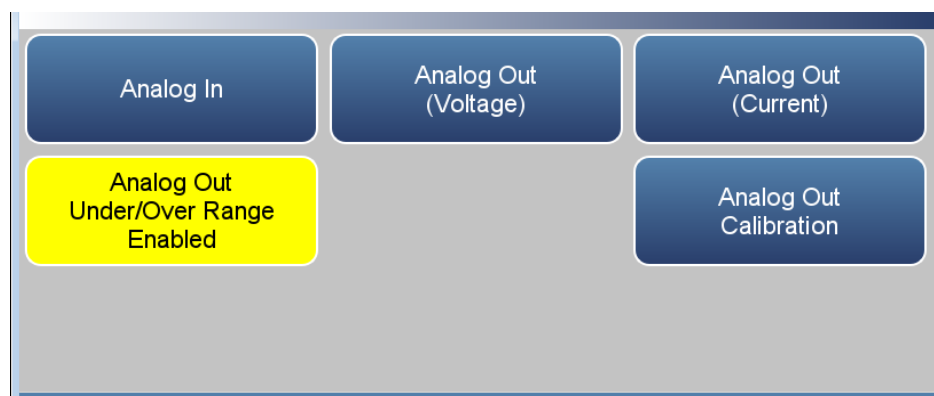 Analog In
Analog Out
(Voltage)
Analog Out
(Current)
Analog Out
Under/Over Range
Enabled
Analog Out
Calibration